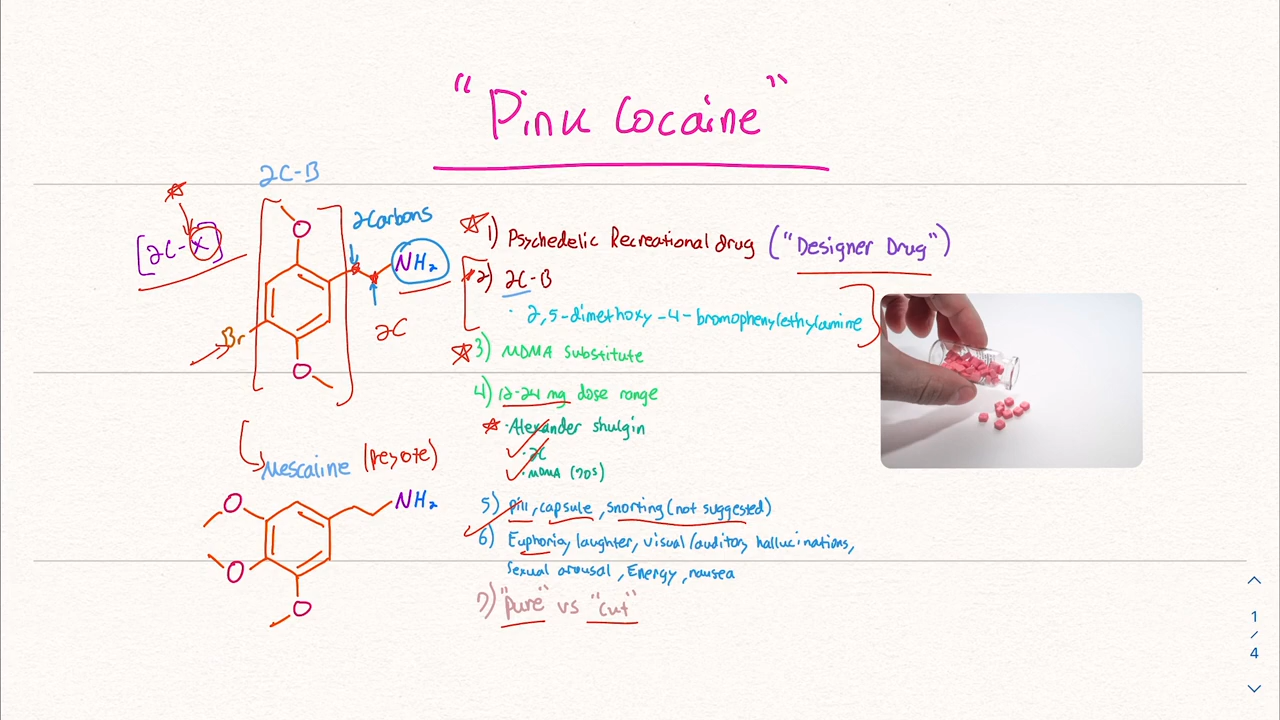 "Pink Cocaine"
2C-B
[2C-X]
2Carbons
O
NH₂
2C
Br
O
1) Psychedelic Recreational drug ("Designer Drug")
2) 2C-B
· 2,5-dimethoxy-4-bromophenylethylamine
3) MDMA Substitute
4) 12-24 mg dose range
· Alexander shulgin
· 2C
· MDMA (70s)
5) Pill, capsule, snorting (not suggested)
6) Euphoria, laughter, visual/auditory hallucinations,
Sexual arousal, Energy, nausea
7) "pure" vs "cut"
Mescaline (peyote)
O
NH₂
O
O
1
/
4